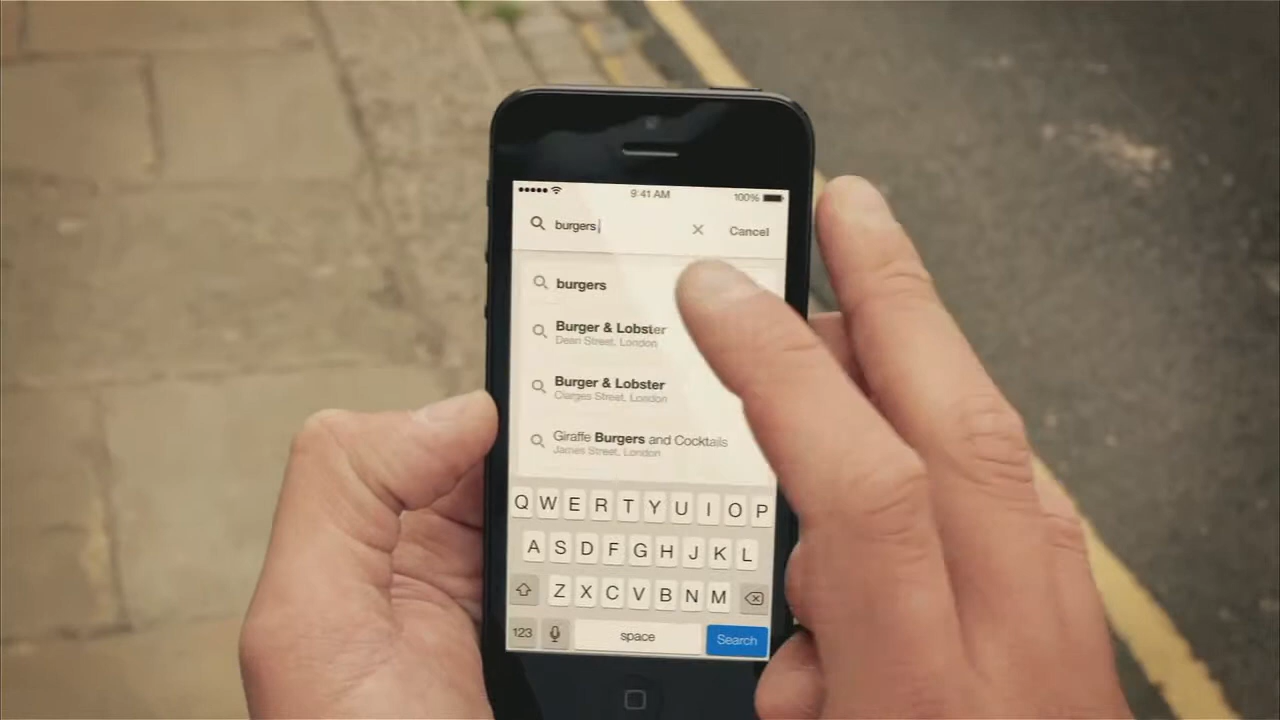 9:41 AM 100%
burgers Cancel
burgers
Burger & Lobster
Dean Street, London
Burger & Lobster
Clarges Street, London
Giraffe Burgers and Cocktails
James Street, London
Q W E R T Y U I O P
A S D F G H J K L
Z X C V B N M
123 space Search